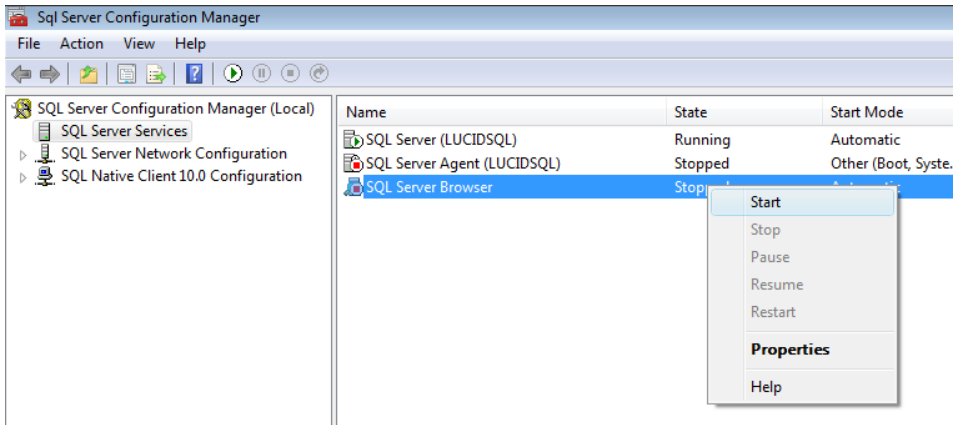 Sql Server Configuration Manager
File Action View Help
SQL Server Configuration Manager (Local)
SQL Server Services
SQL Server Network Configuration
SQL Native Client 10.0 Configuration
Name State Start Mode
SQL Server (LUCIDSQL) Running Automatic
SQL Server Agent (LUCIDSQL) Stopped Other (Boot, Syste...
SQL Server Browser
Start
Stop
Pause
Resume
Restart
Properties
Help